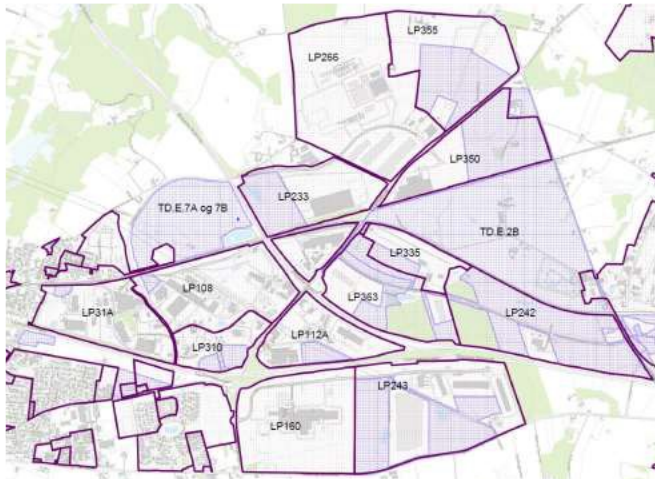 LP355
LP266
LP350
LP233
TD.E.7A og 7B
TD.E.2B
LP335
LP108
LP363
LP31A
LP242
LP112A
LP310
LP243
LP160